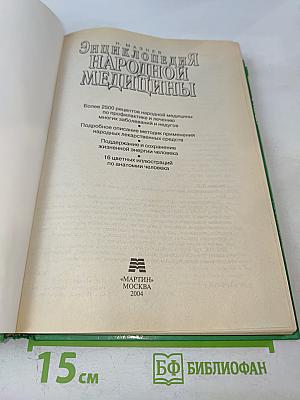 Н. МАЗНЕВ
ЭНЦИКЛОПЕДИЯ
НАРОДНОЙ
МЕДИЦИНЫ
Более 2500 рецептов народной медицины
по профилактике и лечению
многих заболеваний и недугов
•
Подробное описание методик применения
народных лекарственных средств
•
Поддержание и сохранение
жизненной энергии человека
•
16 цветных иллюстраций
по анатомии человека
«МАРТИН»
МОСКВА
2004
15 см
БФ БИБЛИОФАН